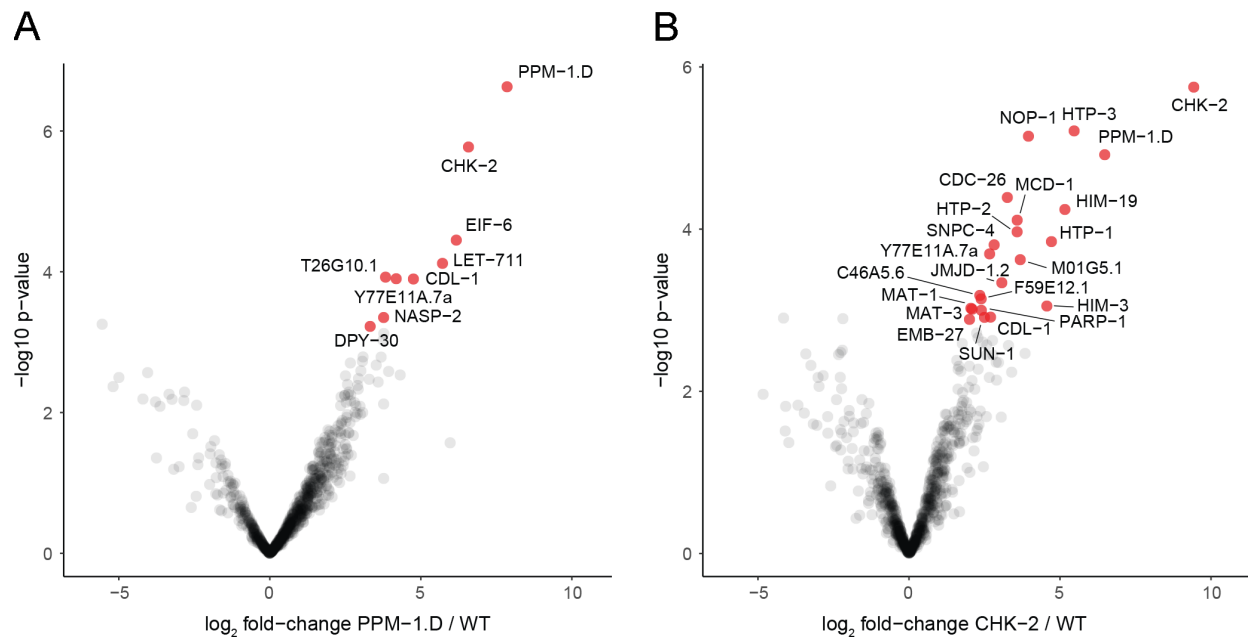 A
PPM−1.D
6
CHK−2
EIF−6
LET−711
4
T26G10.1
CDL−1
Y77E11A.7a
NASP−2
DPY−30
2
0
−5
0
5
10
−log10 p−value
log2 fold−change PPM−1.D / WT
B
6
CHK−2
NOP−1
HTP−3
PPM−1.D
CDC−26
MCD−1
HIM−19
HTP−2
4
SNPC−4
HTP−1
Y77E11A.7a
M01G5.1
C46A5.6
JMJD−1.2
F59E12.1
MAT−1
HIM−3
MAT−3
PARP−1
EMB−27
CDL−1
SUN−1
2
0
−5
0
5
10
−log10 p−value
log2 fold−change CHK−2 / WT